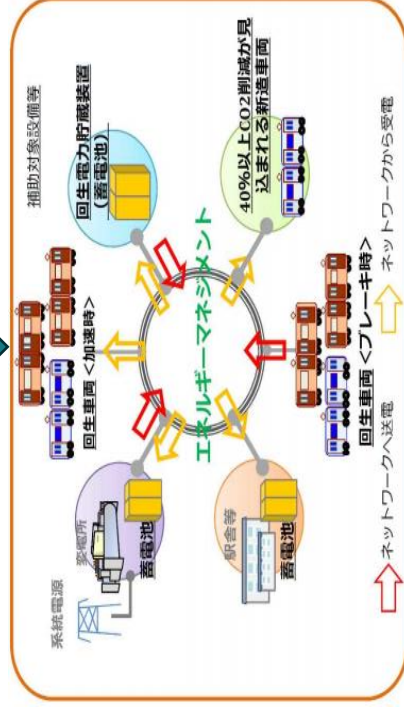 補助対象設備等
系統電源
変電所
蓄電池
回生車両 <加速時>
回生電力貯蔵装置
(蓄電池)
エネルギーマネジメント
駅舎等
蓄電池
回生車両 <ブレーキ時>
40%以上CO2削減が見
込まれる新造車両
ネットワークへ送電
ネットワークから受電